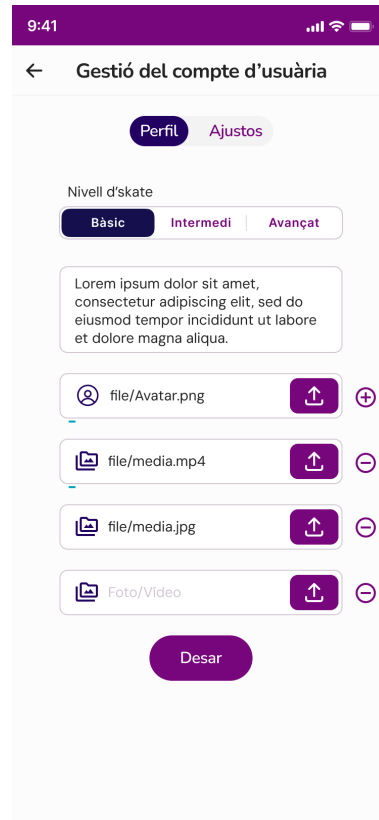 9:41
Gestió del compte d’usuària
Perfil Ajustos
Nivell d’skate
Bàsic Intermedi Avançat
Lorem ipsum dolor sit amet,
consectetur adipiscing elit, sed do
eiusmod tempor incididunt ut labore
et dolore magna aliqua.
file/Avatar.png
file/media.mp4
file/media.jpg
Foto/Vídeo
Desar